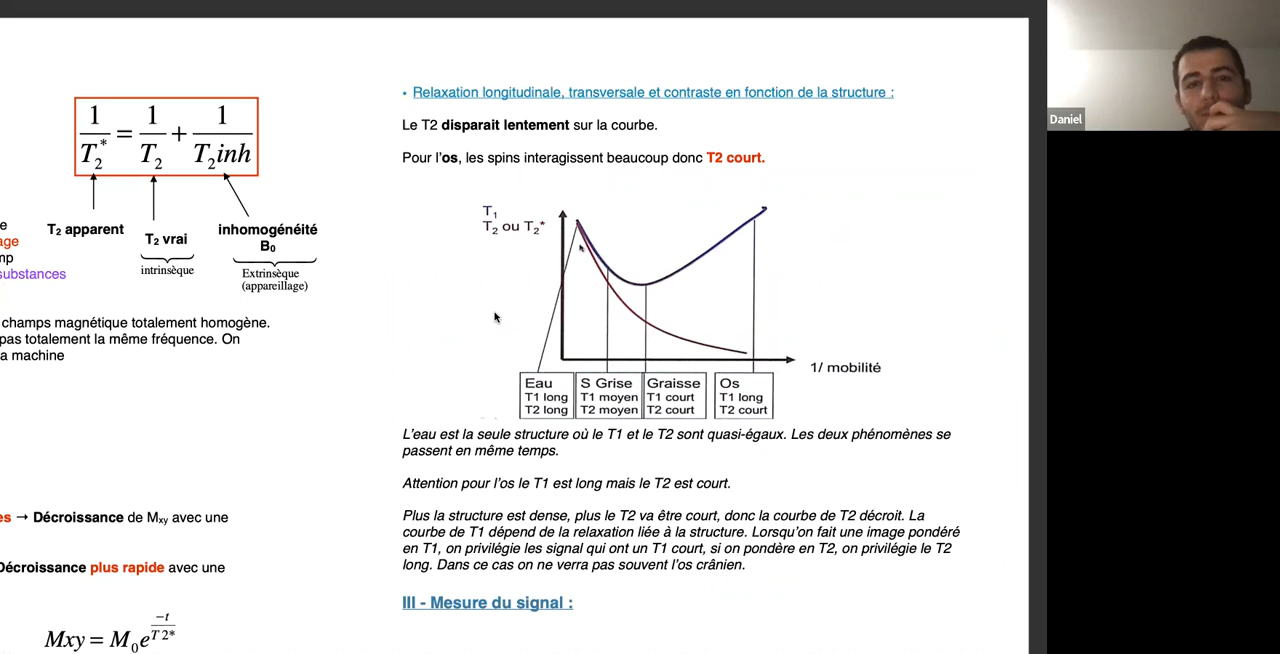 1/T₂* = 1/T₂ + 1/T₂inh
T₂ apparent
T₂ vrai
intrinsèque
inhomogénéité
B₀
Extrinsèque
(appareillage)
e
age
mp
substances
champs magnétique totalement homogène.
pas totalement la même fréquence. On
a machine
es → Décroissance de Mxy avec une
Décroissance plus rapide avec une
Mxy = M₀e^(-t/T2*)
• Relaxation longitudinale, transversale et contraste en fonction de la structure :
Le T2 disparait lentement sur la courbe.
Pour l'os, les spins interagissent beaucoup donc T2 court.
T₁
T₂ ou T₂*
1/ mobilité
Eau
T1 long
T2 long
S Grise
T1 moyen
T2 moyen
Graisse
T1 court
T2 court
Os
T1 long
T2 court
L'eau est la seule structure où le T1 et le T2 sont quasi-égaux. Les deux phénomènes se
passent en même temps.
Attention pour l'os le T1 est long mais le T2 est court.
Plus la structure est dense, plus le T2 va être court, donc la courbe de T2 décroit. La
courbe de T1 dépend de la relaxation liée à la structure. Lorsqu'on fait une image pondéré
en T1, on privilégie les signal qui ont un T1 court, si on pondère en T2, on privilégie le T2
long. Dans ce cas on ne verra pas souvent l'os crânien.
III - Mesure du signal :
Daniel